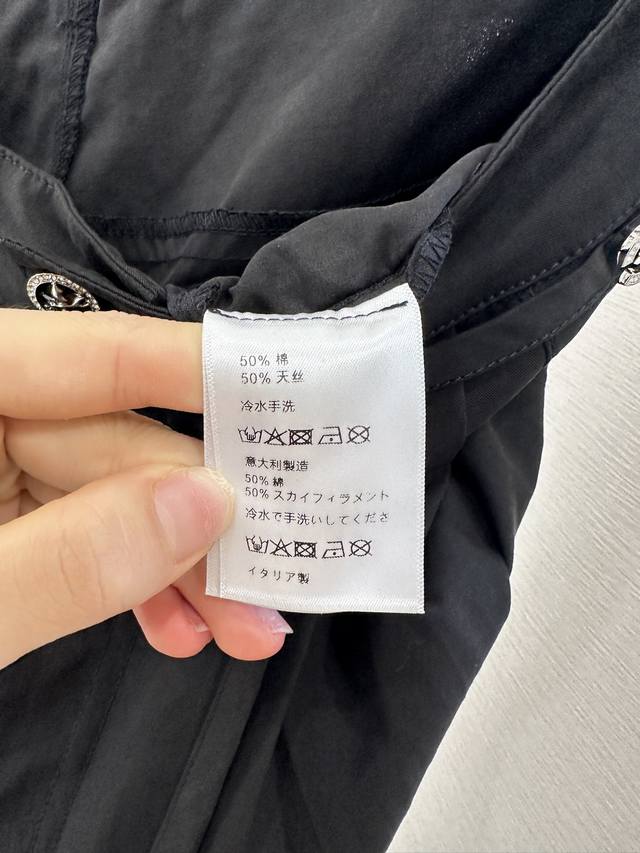 50% 棉
50% 天丝
冷水手洗
意大利製造
50% 綿
50% スカイフィラメント
冷水で手洗いしてくださ
イタリア製